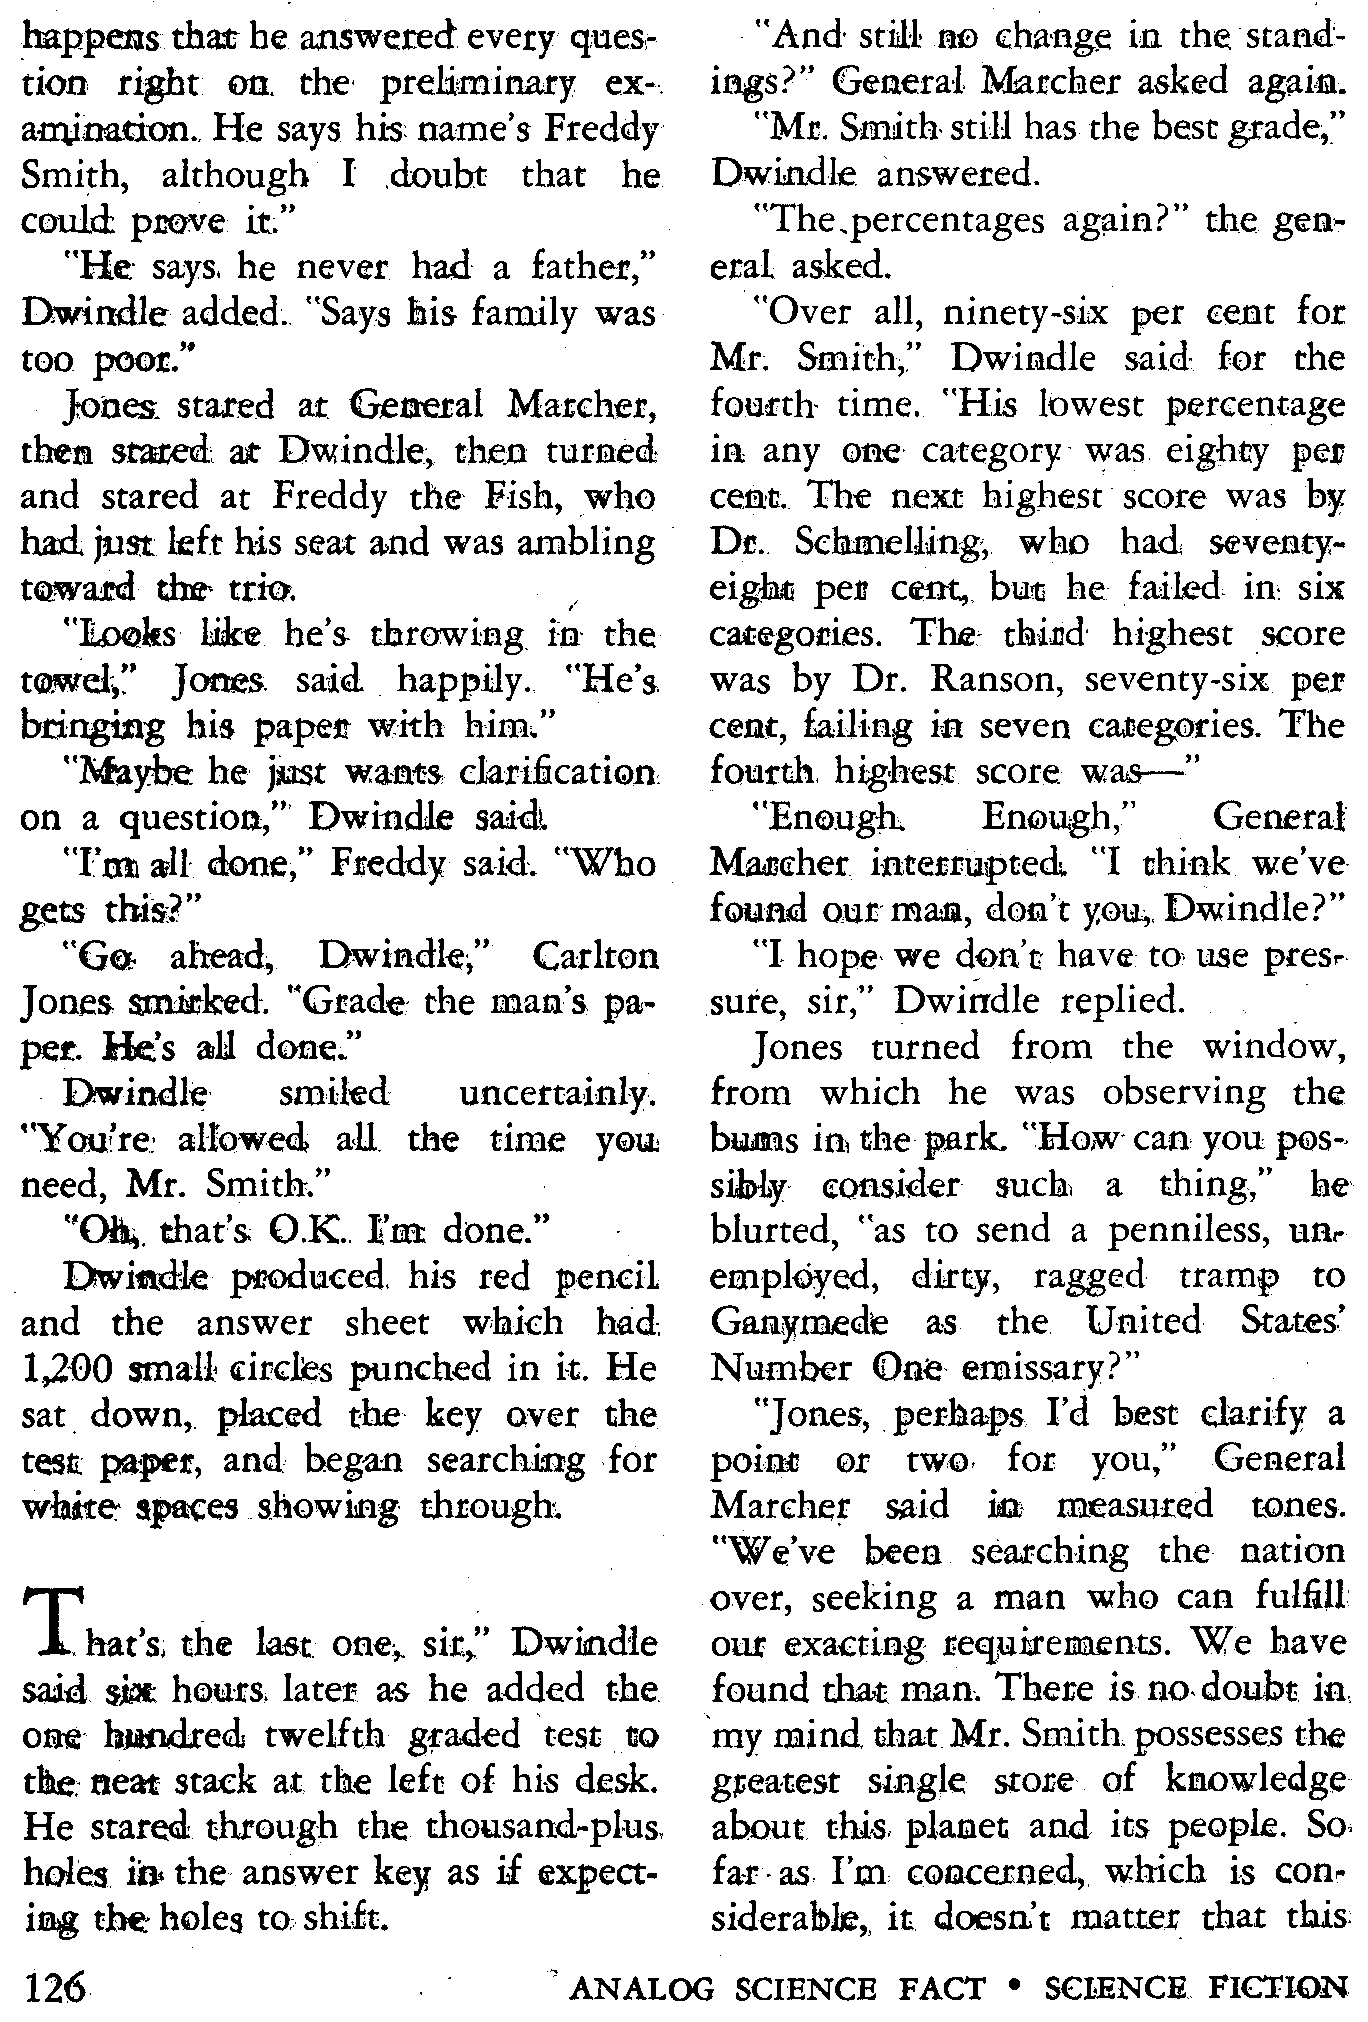 happens that he answered every ques-
tion right on the preliminary ex-
amination. He says his name's Freddy
Smith, although I doubt that he
could prove it."
"He says he never had a father,"
Dwindle added. "Says his family was
too poor."
Jones stared at General Marcher,
then stared at Dwindle, then turned
and stared at Freddy the Fish, who
had just left his seat and was ambling
toward the trio.
"Looks like he's throwing in the
towel," Jones said happily. "He's
bringing his paper with him."
"Maybe he just wants clarification
on a question," Dwindle said.
"I'm all done," Freddy said. "Who
gets this?"
"Go ahead, Dwindle," Carlton
Jones smirked. "Grade the man's pa-
per. He's all done."
Dwindle smiled uncertainly.
"You're allowed all the time you
need, Mr. Smith."
"Oh, that's O.K. I'm done."
Dwindle produced his red pencil
and the answer sheet which had
1,200 small circles punched in it. He
sat down, placed the key over the
test paper, and began searching for
white spaces showing through.
That's the last one, sir," Dwindle
said six hours later as he added the
one hundred twelfth graded test to
the neat stack at the left of his desk.
He stared through the thousand-plus
holes in the answer key as if expect-
ing the holes to shift.
"And still no change in the stand-
ings?" General Marcher asked again.
"Mr. Smith still has the best grade,"
Dwindle answered.
"The percentages again?" the gen-
eral asked.
"Over all, ninety-six per cent for
Mr. Smith," Dwindle said for the
fourth time. "His lowest percentage
in any one category was eighty per
cent. The next highest score was by
Dr. Schmelling, who had seventy-
eight per cent, but he failed in six
categories. The third highest score
was by Dr. Ranson, seventy-six per
cent, failing in seven categories. The
fourth highest score was—"
"Enough. Enough," General
Marcher interrupted. "I think we've
found our man, don't you, Dwindle?"
"I hope we don't have to use pres-
sure, sir," Dwindle replied.
Jones turned from the window,
from which he was observing the
bums in the park. "How can you pos-
sibly consider such a thing," he
blurted, "as to send a penniless, un-
employed, dirty, ragged tramp to
Ganymede as the United States'
Number One emissary?"
"Jones, perhaps I'd best clarify a
point or two for you," General
Marcher said in measured tones.
"We've been searching the nation
over, seeking a man who can fulfill
our exacting requirements. We have
found that man. There is no doubt in
my mind that Mr. Smith possesses the
greatest single store of knowledge
about this planet and its people. So
far as I'm concerned, which is con-
siderable, it doesn't matter that this
126
ANALOG SCIENCE FACT • SCIENCE FICTION